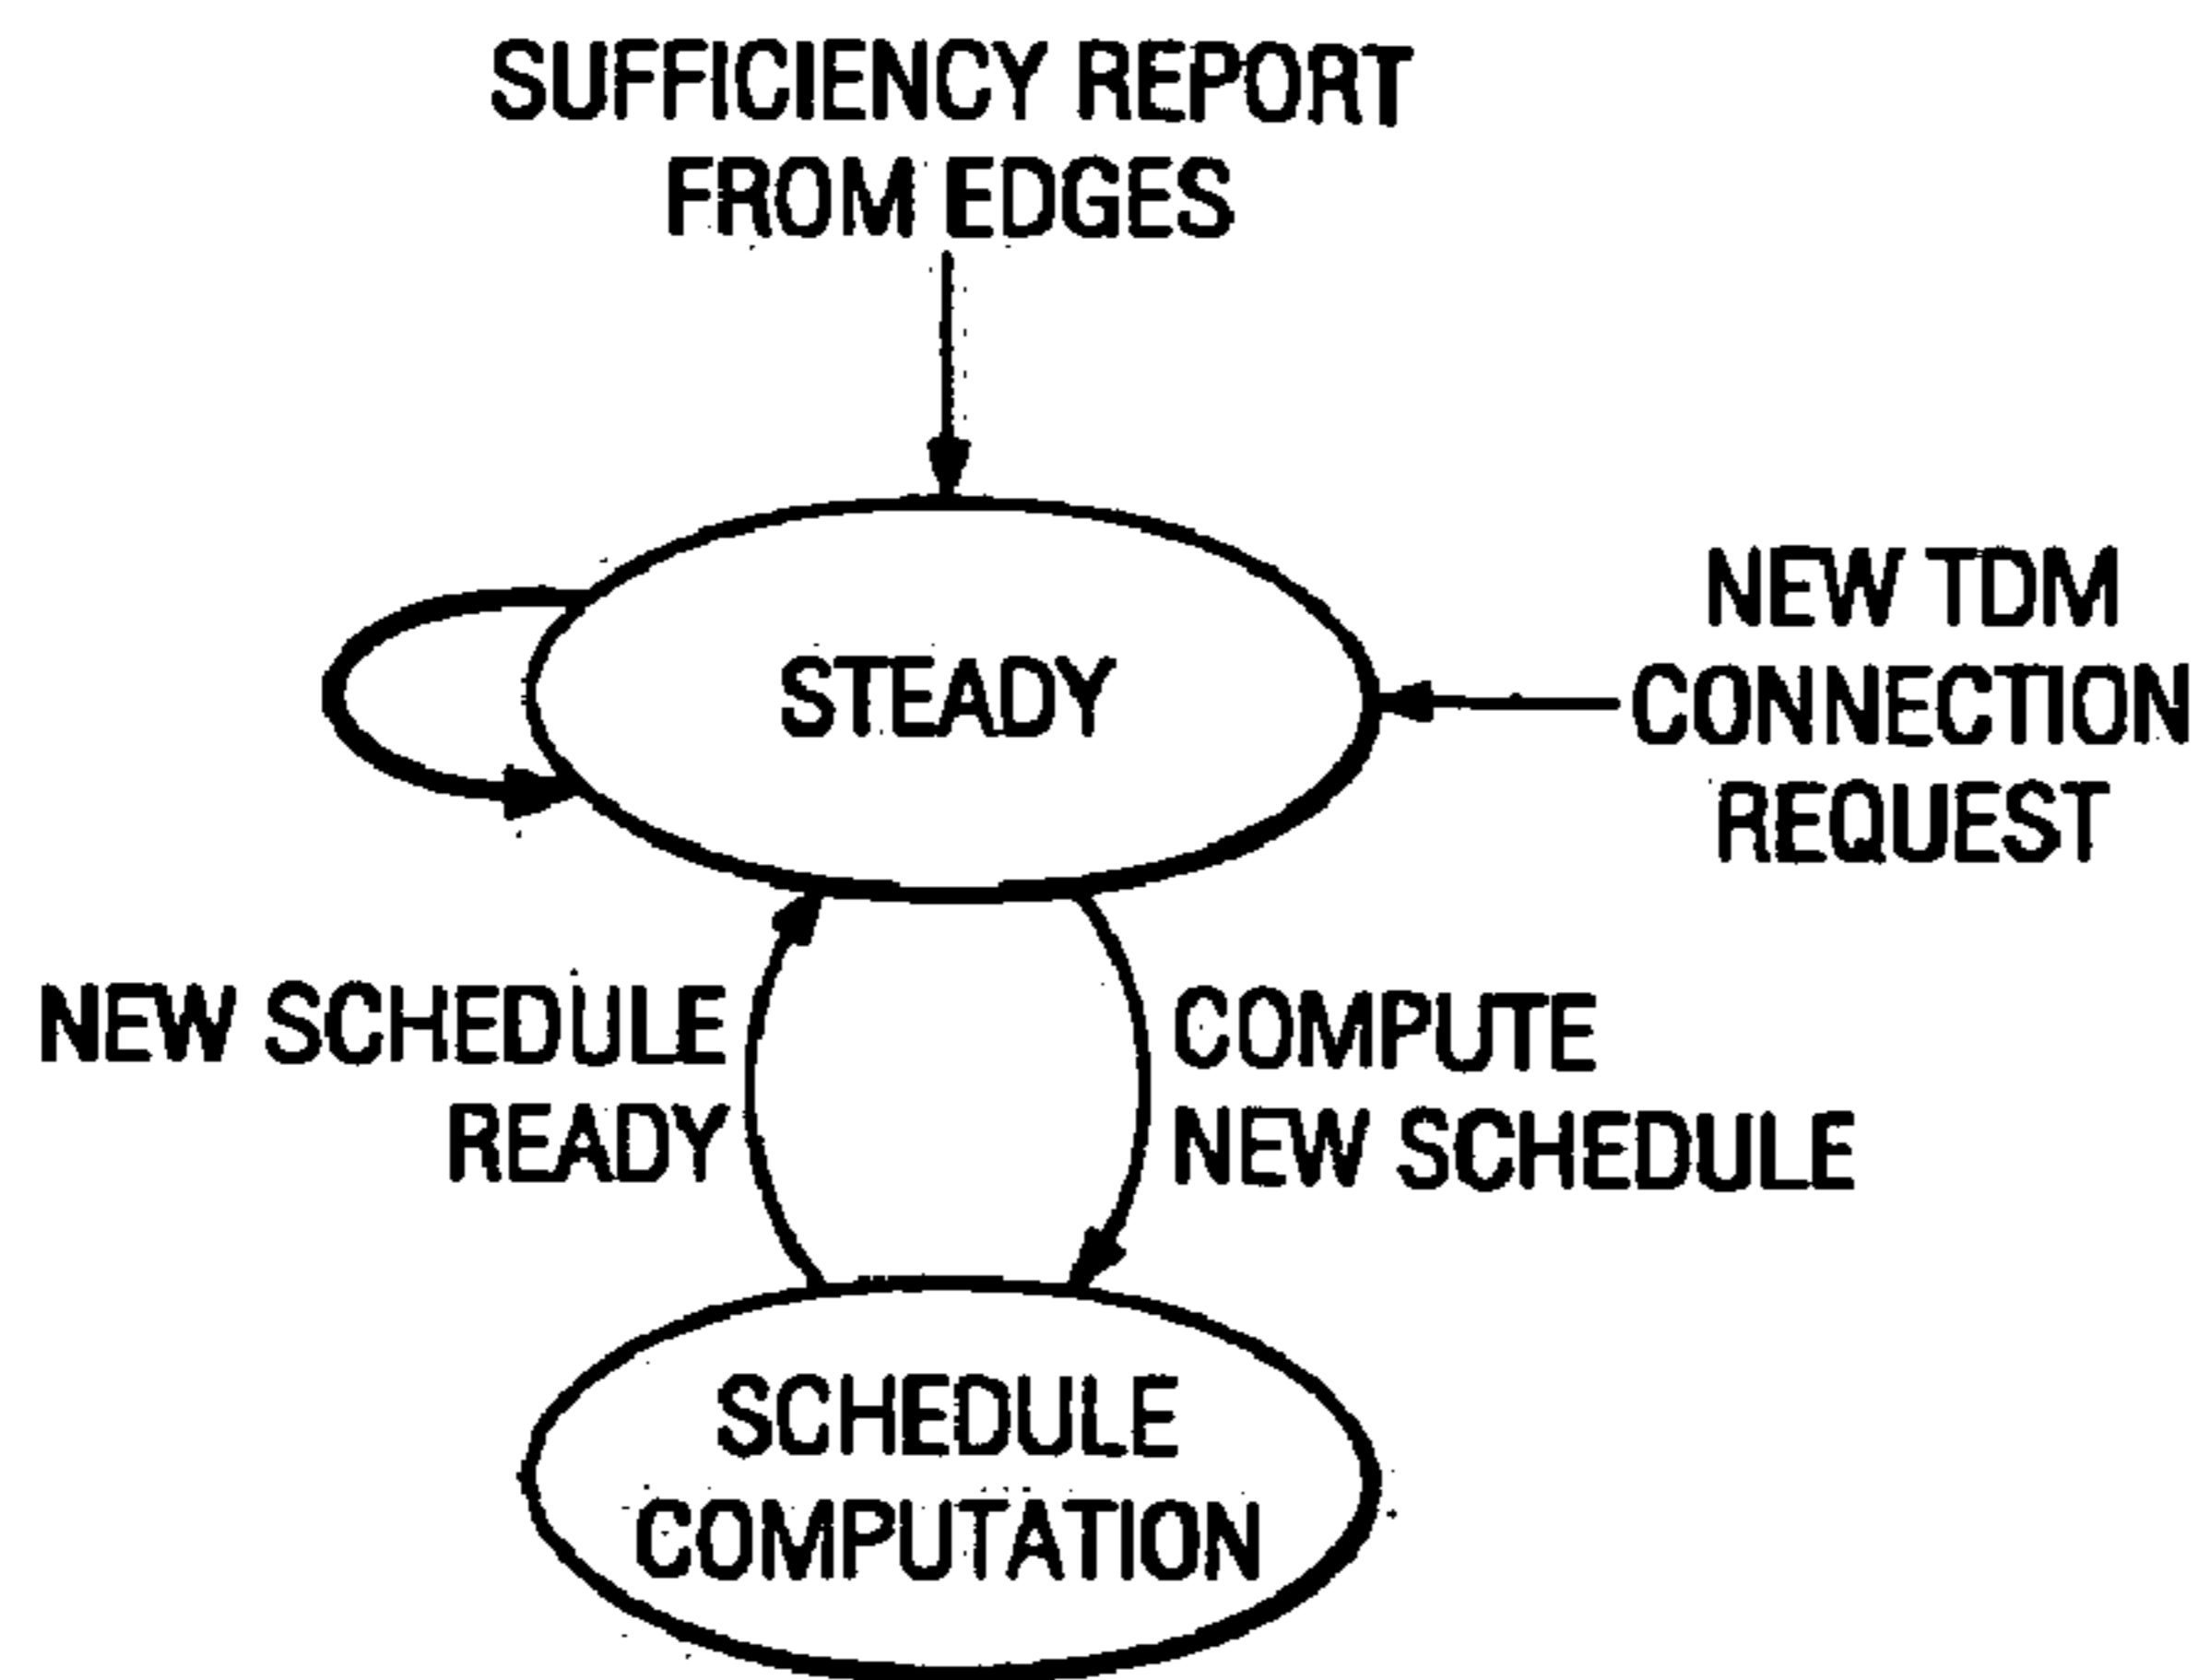 SUFFICIENCY REPORT
FROM EDGES
STEADY
NEW TDM
CONNECTION
REQUEST
NEW SCHEDULE
READY
COMPUTE
NEW SCHEDULE
SCHEDULE
COMPUTATION